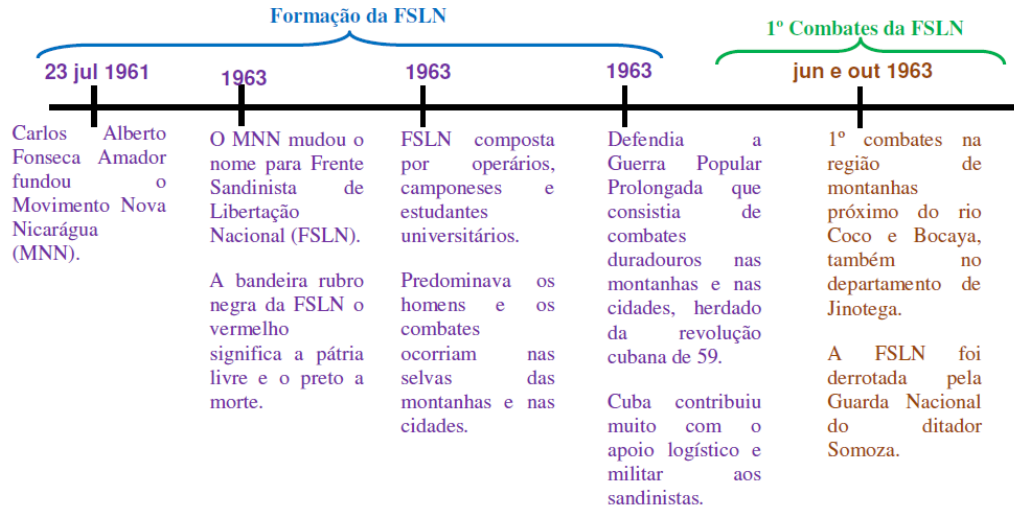 Formação da FSLN
1º Combates da FSLN
23 jul 1961
Carlos Alberto
Fonseca Amador
fundou o
Movimento Nova
Nicarágua
(MNN).
1963
O MNN mudou o
nome para Frente
Sandinista de
Libertação
Nacional (FSLN).
A bandeira rubro
negra da FSLN o
vermelho
significa a pátria
livre e o preto a
morte.
1963
FSLN composta
por operários,
camponeses e
estudantes
universitários.
Predominava os
homens e os
combates
ocorriam nas
selvas das
montanhas e nas
cidades.
1963
Defendia a
Guerra Popular
Prolongada que
consistia de
combates
duradouros nas
montanhas e nas
cidades, herdado
da revolução
cubana de 59.
Cuba contribuiu
muito com o
apoio logístico e
militar aos
sandinistas.
jun e out 1963
1º combates na
região de
montanhas
próximo do rio
Coco e Bocaya,
também no
departamento de
Jinotega.
A FSLN foi
derrotada pela
Guarda Nacional
do ditador
Somoza.